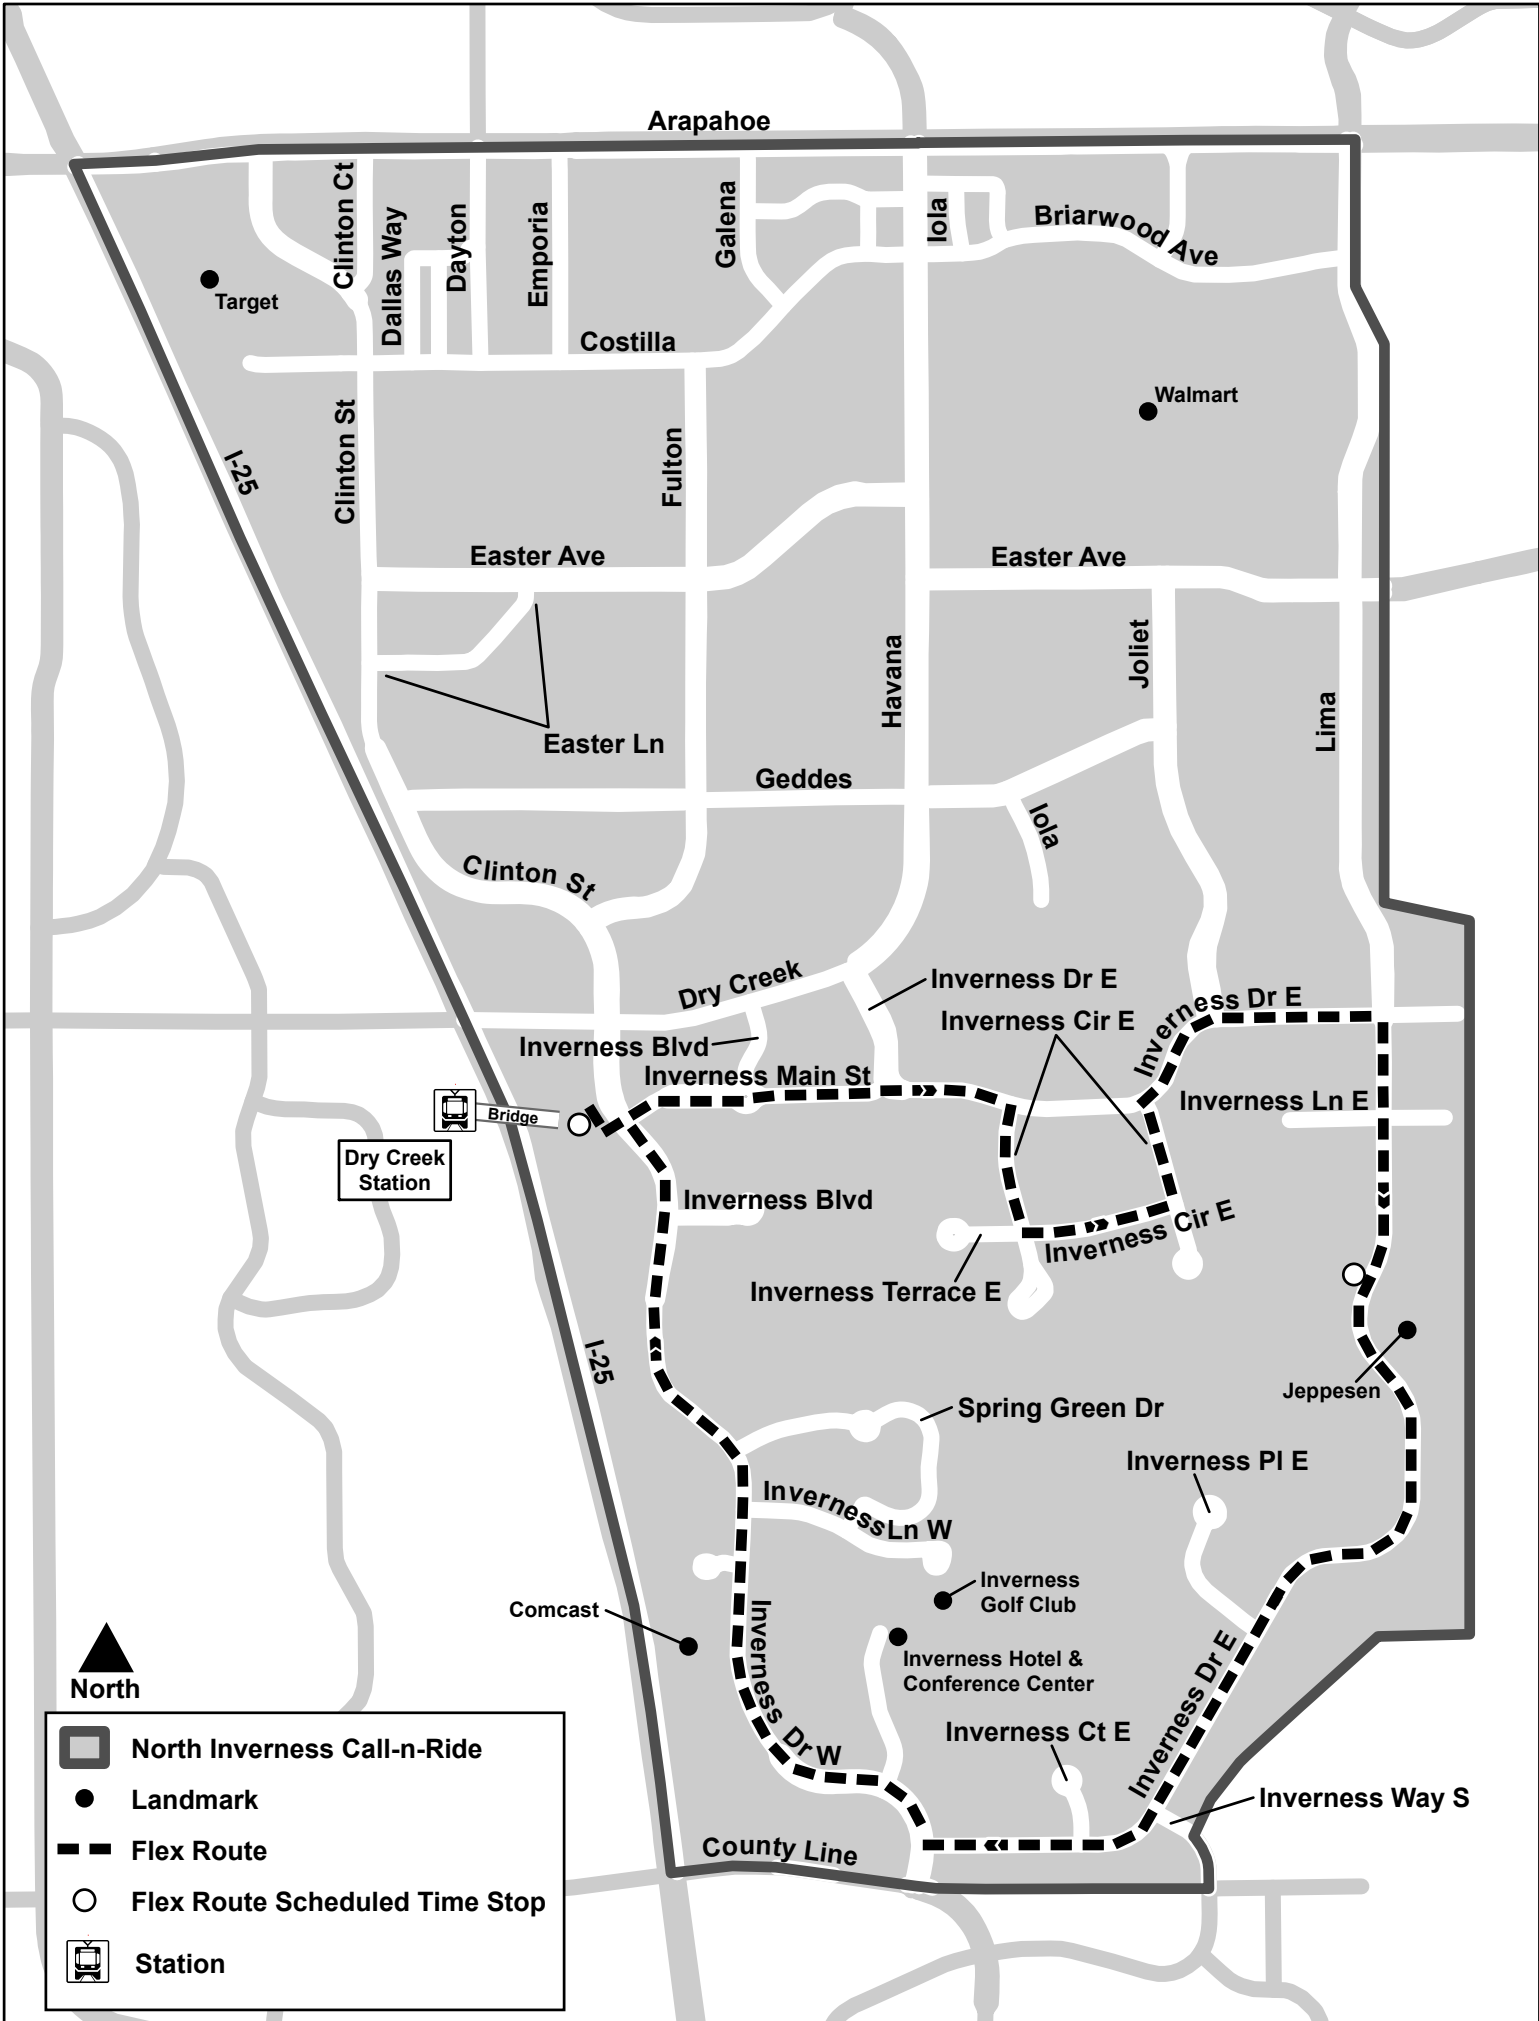 Arapahoe
Clinton Ct
Dallas Way
Dayton
Emporia
Galena
Iola
Briarwood Ave
Target
Costilla
Walmart
I-25
Clinton St
Fulton
Easter Ave
Easter Ave
Havana
Joliet
Lima
Easter Ln
Geddes
Iola
Clinton St
Dry Creek
Inverness Dr E
Inverness Dr E
Inverness Cir E
Inverness Blvd
Inverness Main St
Inverness Ln E
Bridge
Dry Creek
Station
Inverness Blvd
Inverness Cir E
Inverness Terrace E
I-25
Jeppesen
Spring Green Dr
Inverness Pl E
Inverness Ln W
Inverness
Golf Club
Comcast
Inverness Hotel &
Conference Center
Inverness Dr W
Inverness Dr E
Inverness Ct E
Inverness Way S
County Line
North
North Inverness Call-n-Ride
Landmark
Flex Route
Flex Route Scheduled Time Stop
Station